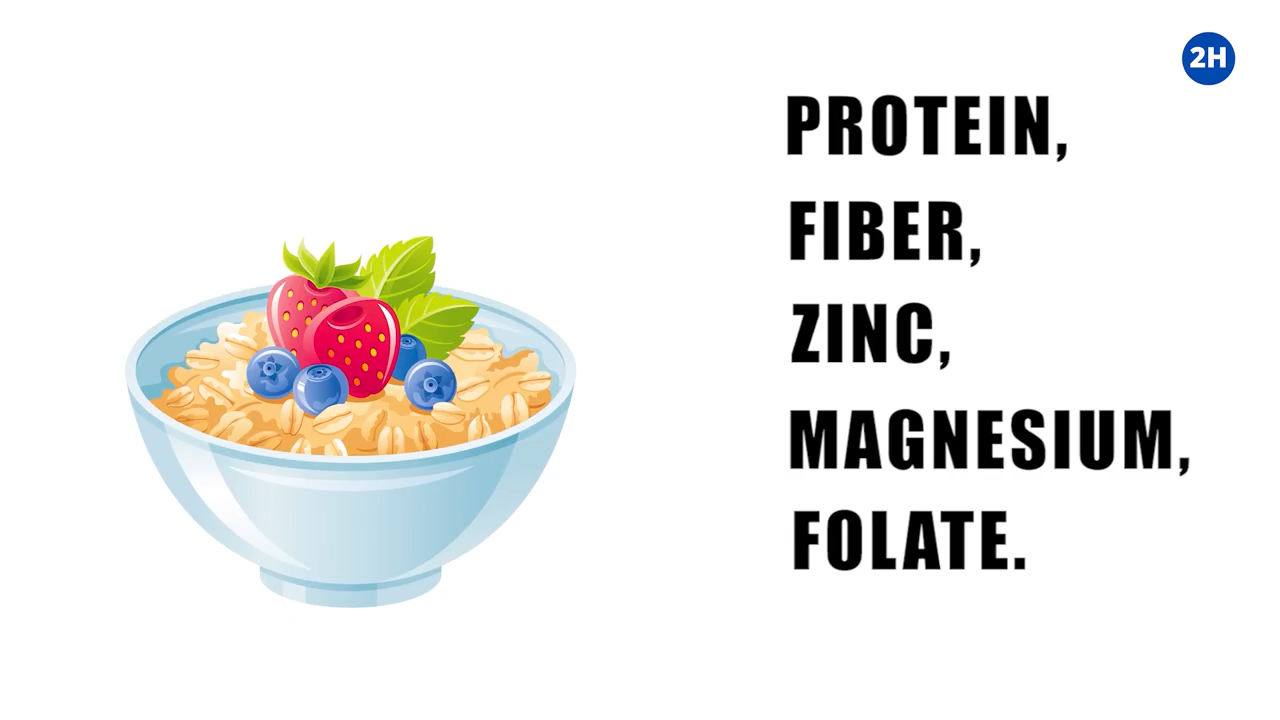 2H
PROTEIN,
FIBER,
ZINC,
MAGNESIUM,
FOLATE.